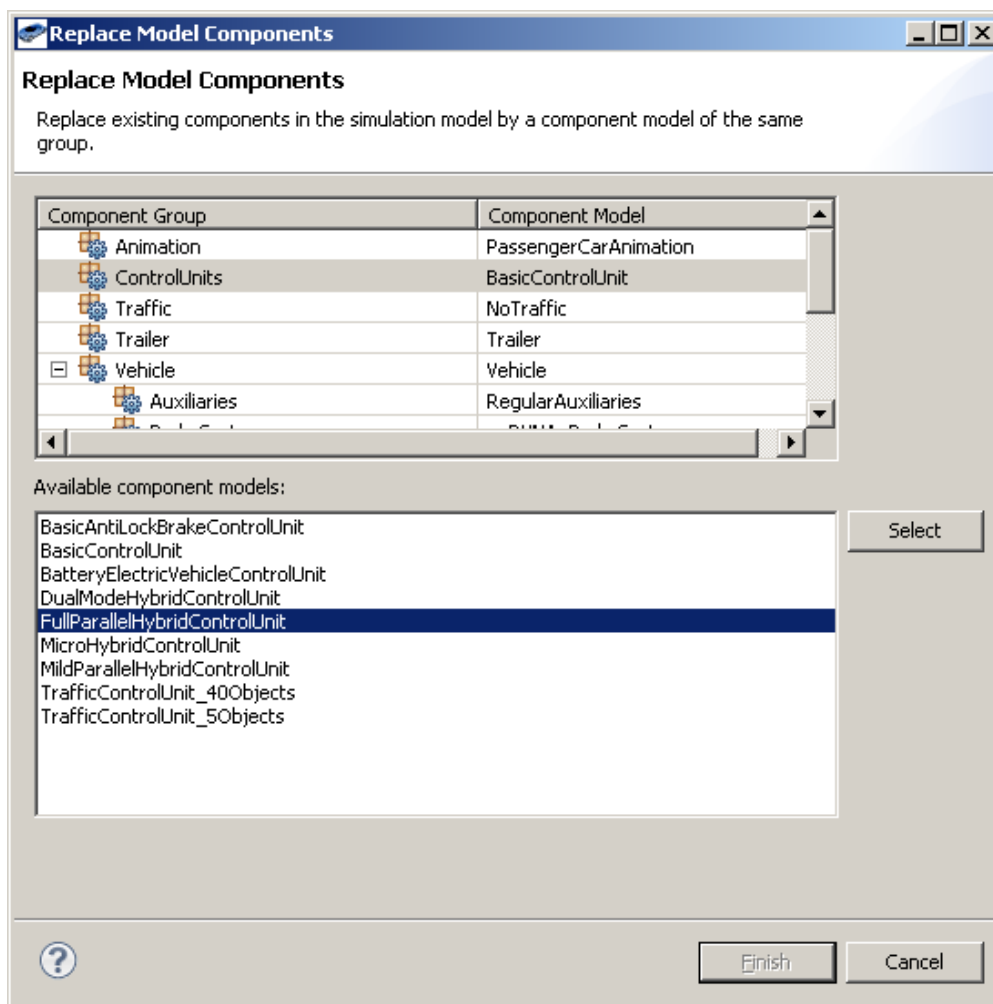 Replace Model Components
Replace Model Components
Replace existing components in the simulation model by a component model of the same
group.
Component Group Component Model
Animation PassengerCarAnimation
ControlUnits BasicControlUnit
Traffic NoTraffic
Trailer Trailer
Vehicle Vehicle
Auxiliaries RegularAuxiliaries
Available component models:
BasicAntiLockBrakeControlUnit
BasicControlUnit
BatteryElectricVehicleControlUnit
DualModeHybridControlUnit
FullParallelHybridControlUnit
MicroHybridControlUnit
MildParallelHybridControlUnit
TrafficControlUnit_40Objects
TrafficControlUnit_5Objects
Select
Finish Cancel